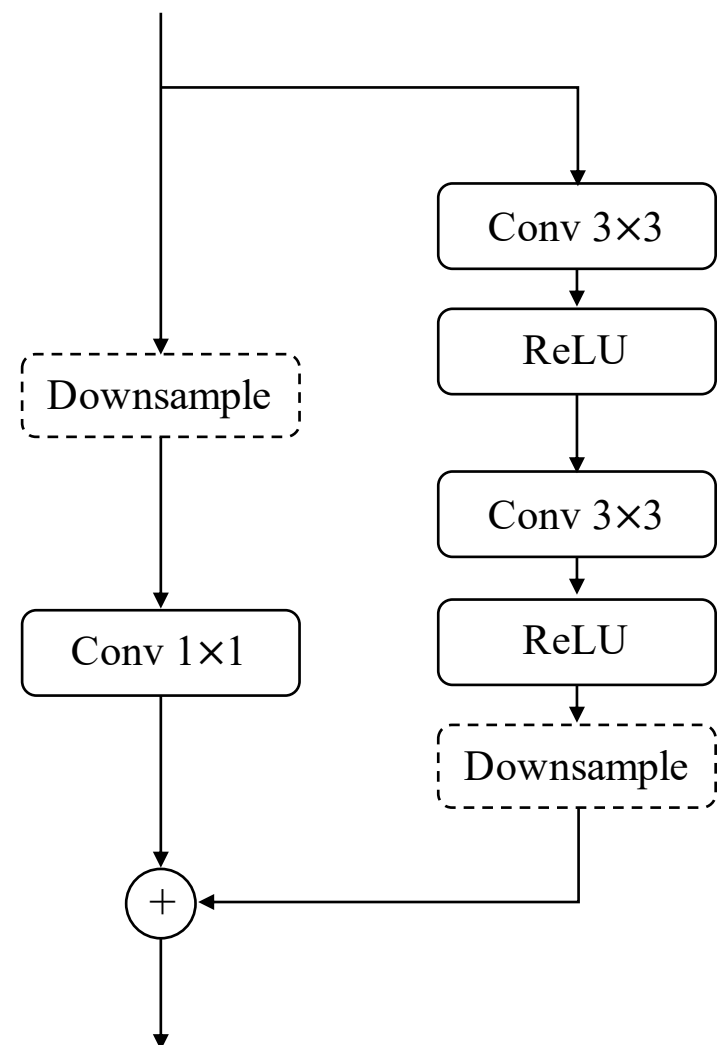 Conv 3×3
ReLU
Downsample
Conv 3×3
Conv 1×1
ReLU
Downsample
+